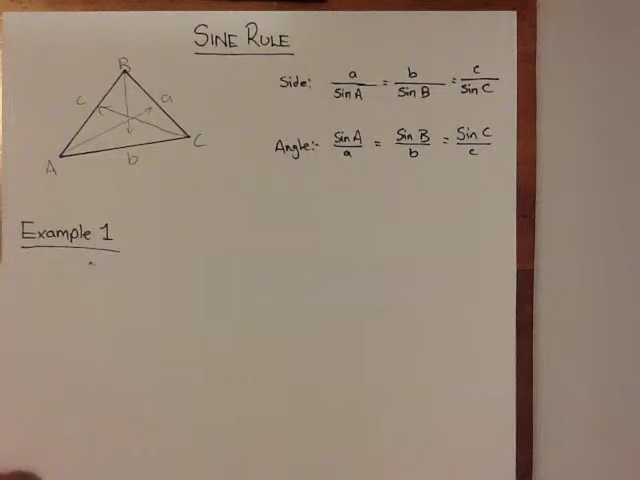 SINE RULE
B
c
a
A
b
C
Side: a/Sin A = b/Sin B = c/Sin C
Angle:- Sin A/a = Sin B/b = Sin C/c
Example 1